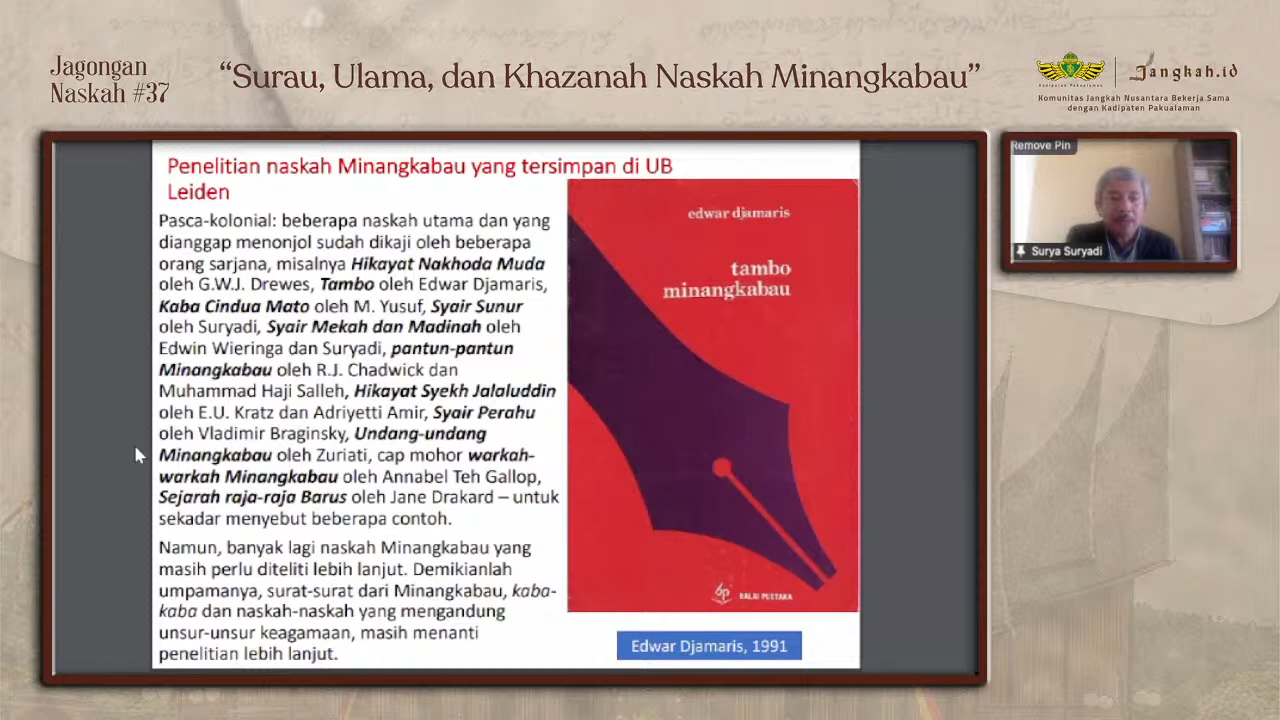 Jagongan
Naskah #37
“Surau, Ulama, dan Khazanah Naskah Minangkabau”
Kadipaten Pakualaman
Jangkah.id
Komunitas Jangkah Nusantara Bekerja Sama
dengan Kadipaten Pakualaman
Penelitian naskah Minangkabau yang tersimpan di UB
Leiden
Pasca-kolonial: beberapa naskah utama dan yang
dianggap menonjol sudah dikaji oleh beberapa
orang sarjana, misalnya Hikayat Nakhoda Muda
oleh G.W.J. Drewes, Tambo oleh Edwar Djamaris,
Kaba Cindua Mato oleh M. Yusuf, Syair Sunur
oleh Suryadi, Syair Mekah dan Madinah oleh
Edwin Wieringa dan Suryadi, pantun-pantun
Minangkabau oleh R.J. Chadwick dan
Muhammad Haji Salleh, Hikayat Syekh Jalaluddin
oleh E.U. Kratz dan Adriyetti Amir, Syair Perahu
oleh Vladimir Braginsky, Undang-undang
Minangkabau oleh Zuriati, cap mohor warkah-
warkah Minangkabau oleh Annabel Teh Gallop,
Sejarah raja-raja Barus oleh Jane Drakard – untuk
sekadar menyebut beberapa contoh.
Namun, banyak lagi naskah Minangkabau yang
masih perlu diteliti lebih lanjut. Demikianlah
umpamanya, surat-surat dari Minangkabau, kaba-
kaba dan naskah-naskah yang mengandung
unsur-unsur keagamaan, masih menanti
penelitian lebih lanjut.
edwar djamaris
tambo
minangkabau
bp BALAI PUSTAKA
Edwar Djamaris, 1991
Remove Pin
Surya Suryadi